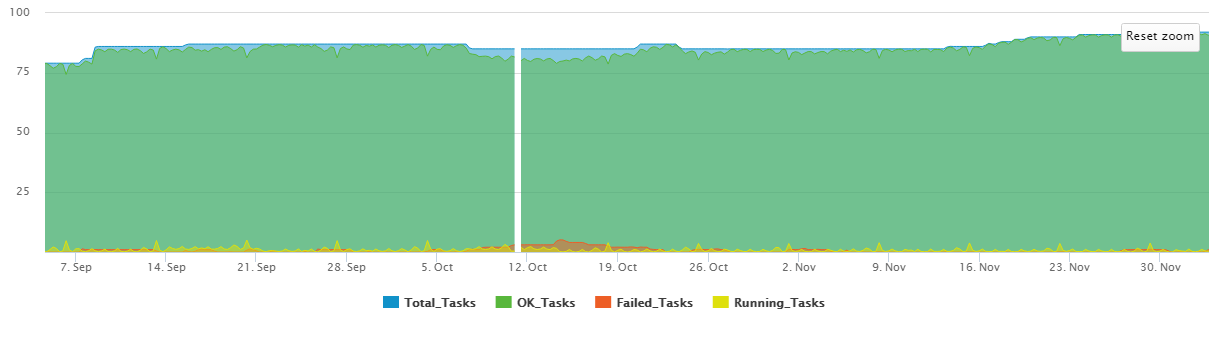 100
Reset zoom
75
50
25
7. Sep 14. Sep 21. Sep 28. Sep 5. Oct 12. Oct 19. Oct 26. Oct 2. Nov 9. Nov 16. Nov 23. Nov 30. Nov
Total_Tasks OK_Tasks Failed_Tasks Running_Tasks